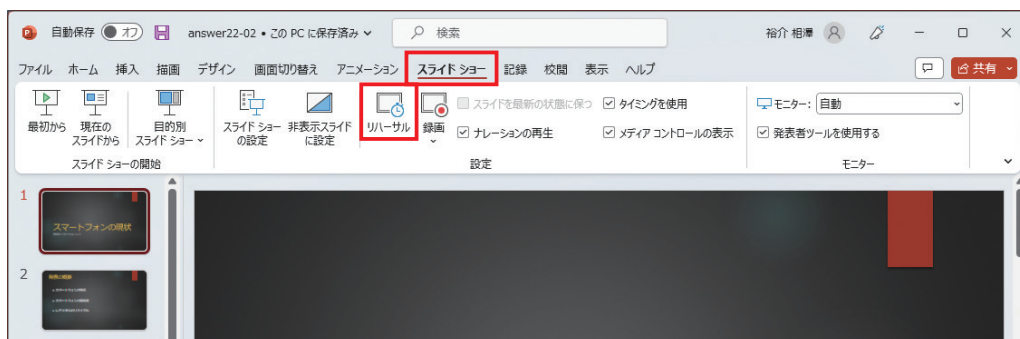 自動保存 オフ answer22-02 • この PC に保存済み 検索 裕介 相澤
ファイル ホーム 挿入 描画 デザイン 画面切り替え アニメーション スライド ショー 記録 校閲 表示 ヘルプ 共有
最初から 現在の スライドから 目的別 スライド ショー スライド ショー の設定 非表示スライド に設定 リハーサル 録画 スライドを最新の状態に保つ タイミングを使用 モニター: 自動
ナレーションの再生 メディア コントロールの表示 発表者ツールを使用する
スライド ショーの開始 設定 モニター
1
スマートフォンの現状
2